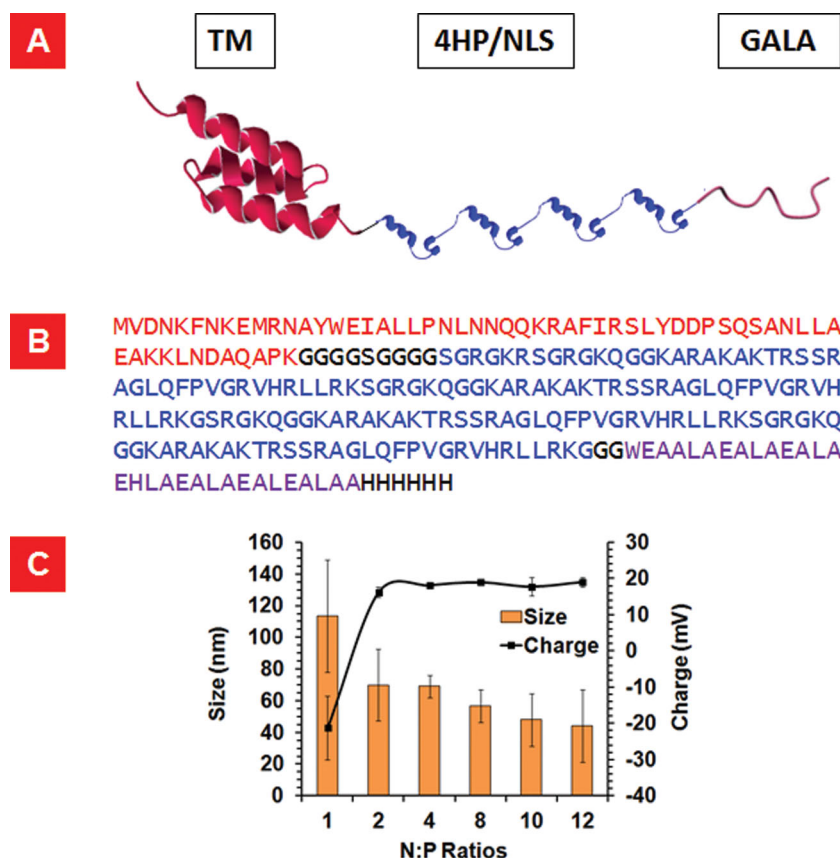 A TM 4HP/NLS GALA
B
MVDNKFNKEMRNAYWEIALLPNLNNQQKRAFIRSLYDDPSQSANLLA
EAKKLNDAQAPKGGGGSGGGGSGRGKRSGRGKQGGKARAKAKTRSSR
AGLQFPVGRVHRLLRKSGRGKQGGKARAKAKTRSSRAGLQFPVGRVH
RLLRKGSRGKQGGKARAKAKTRSSRAGLQFPVGRVHRLLRKSGRGKQ
GGKARAKAKTRSSRAGLQFPVGRVHRLLRKGGGWEAALAEALAEALA
EHLAEALAEALEALAAHHHHHH
C
160 30
140 20
120 10
100 0
80 -10
60 -20
40 -30
20 -40
0
Size (nm)
Charge (mV)
Size
Charge
1 2 4 8 10 12
N:P Ratios